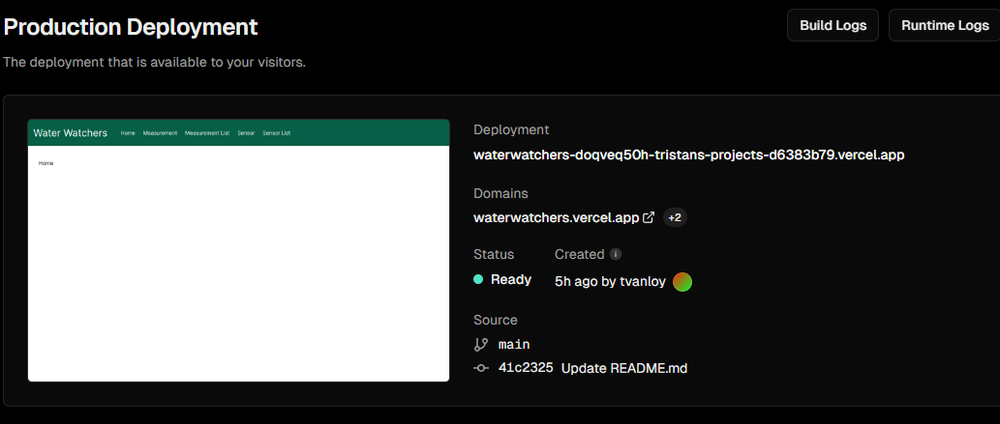 Production Deployment
Build Logs
Runtime Logs
The deployment that is available to your visitors.
Water Watchers Home Measurement Measurement List Sensor Sensor List
Home
Deployment
waterwatchers-doqveq50h-tristans-projects-d6383b79.vercel.app
Domains
waterwatchers.vercel.app +2
Status Created
Ready 5h ago by tvanloy
Source
main
41c2325 Update README.md